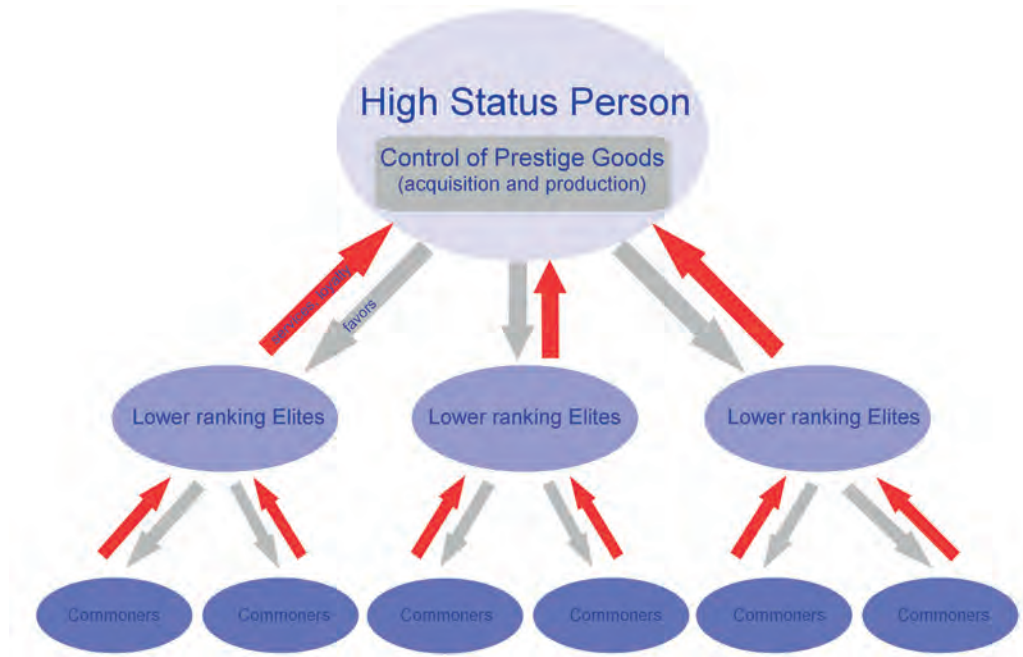 High Status Person
Control of Prestige Goods
(acquisition and production)
services, loyalty
favors
Lower ranking Elites
Lower ranking Elites
Lower ranking Elites
Commoners
Commoners
Commoners
Commoners
Commoners
Commoners